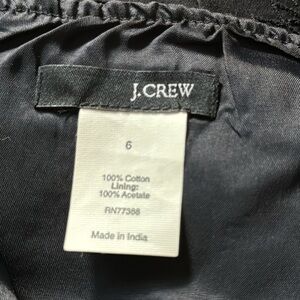 J.CREW
6
100% Cotton
Lining:
100% Acetate
RN77388
Made in India